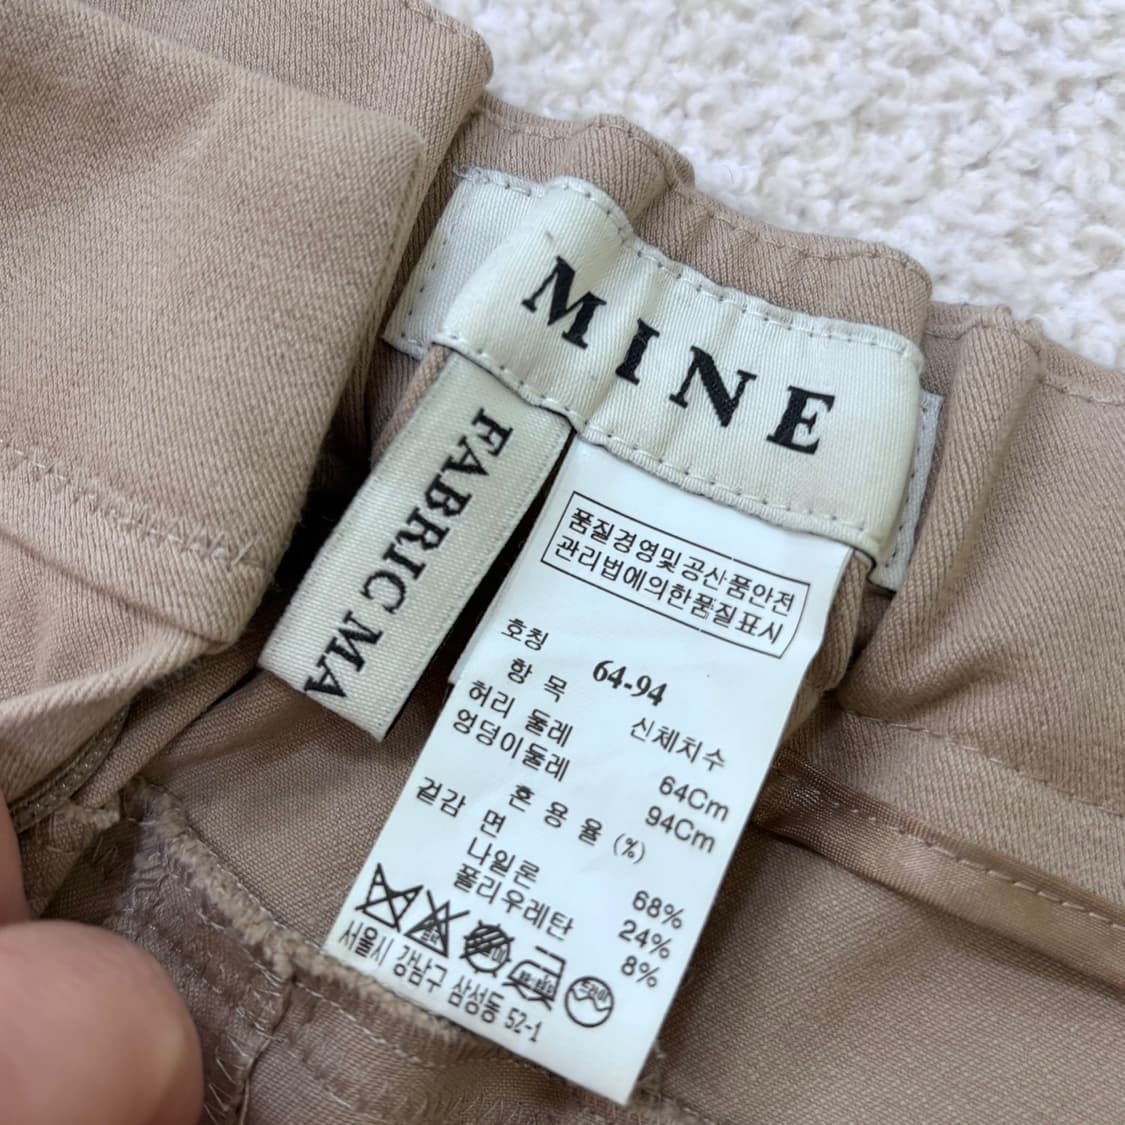 MINE
FABRIC MA
품질경영및공산품안전
관리법에의한품질표시
호칭 64-94
항 목 신체치수
허리 둘레 64Cm
엉덩이둘레 94Cm
혼 용 율 (%)
겉감 면 68%
나일론 24%
폴리우레탄 8%
드라이
서울시 강남구 삼성동 52-1